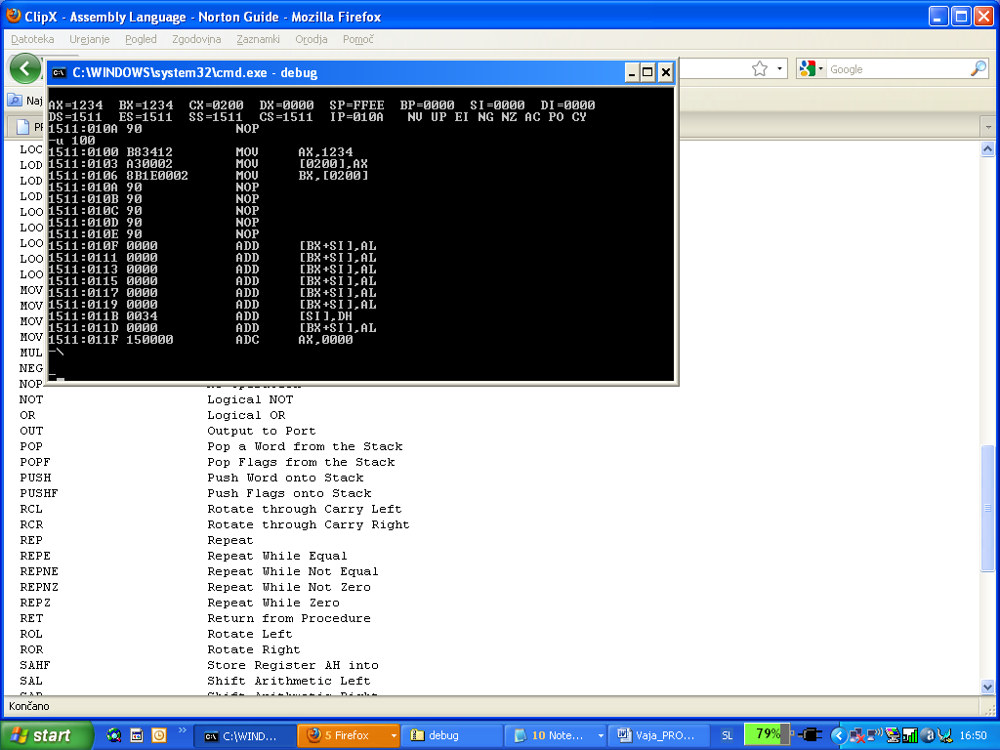 ClipX - Assembly Language - Norton Guide - Mozilla Firefox
Datoteka Urejanje Pogled Zgodovina Zaznamki Orodja Pomoč
C:\WINDOWS\system32\cmd.exe - debug
Google
Naj
AX=1234 BX=1234 CX=0200 DX=0000 SP=FFEE BP=0000 SI=0000 DI=0000
DS=1511 ES=1511 SS=1511 CS=1511 IP=010A NV UP EI NG NZ AC PO CY
1511:010A 90 NOP
-u 100
1511:0100 B83412 MOV AX,1234
1511:0103 A30002 MOV [0200],AX
1511:0106 8B1E0002 MOV BX,[0200]
1511:010A 90 NOP
1511:010B 90 NOP
1511:010C 90 NOP
1511:010D 90 NOP
1511:010E 90 NOP
1511:010F 0000 ADD [BX+SI],AL
1511:0111 0000 ADD [BX+SI],AL
1511:0113 0000 ADD [BX+SI],AL
1511:0115 0000 ADD [BX+SI],AL
1511:0117 0000 ADD [BX+SI],AL
1511:0119 0000 ADD [BX+SI],AL
1511:011B 0034 ADD [SI],DH
1511:011D 0000 ADD [BX+SI],AL
1511:011F 150000 ADC AX,0000
-\
-
LOC
LOD
LOD
LOD
LOO
LOO
LOO
LOO
LOO
MOV
MOV
MOV
MOV
MUL
NEG
NOP
NOT Logical NOT
OR Logical OR
OUT Output to Port
POP Pop a Word from the Stack
POPF Pop Flags from the Stack
PUSH Push Word onto Stack
PUSHF Push Flags onto Stack
RCL Rotate through Carry Left
RCR Rotate through Carry Right
REP Repeat
REPE Repeat While Equal
REPNE Repeat While Not Equal
REPNZ Repeat While Not Zero
REPZ Repeat While Zero
RET Return from Procedure
ROL Rotate Left
ROR Rotate Right
SAHF Store Register AH into
SAL Shift Arithmetic Left
SAR Shift Arithmetic Right
Končano
start C:\WIND... 5 Firefox debug 10 Note... Vaja_PRO... SL 79% 16:50